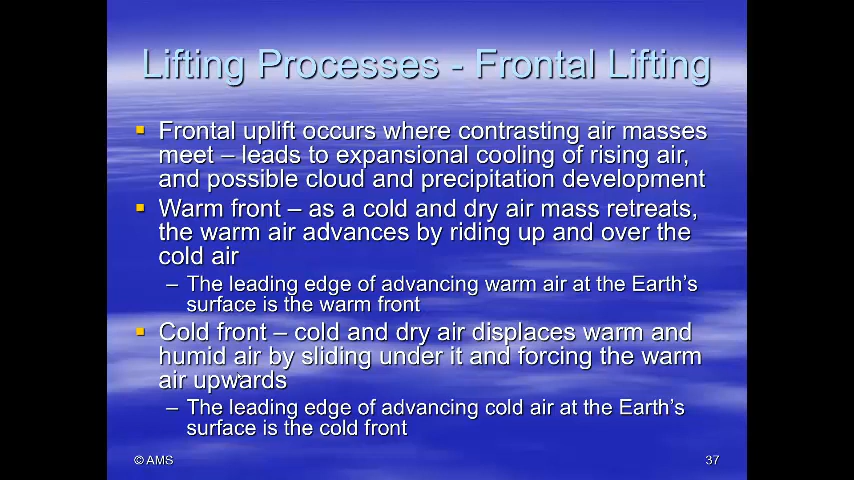 Lifting Processes - Frontal Lifting
Frontal uplift occurs where contrasting air masses
meet – leads to expansional cooling of rising air,
and possible cloud and precipitation development
Warm front – as a cold and dry air mass retreats,
the warm air advances by riding up and over the
cold air
– The leading edge of advancing warm air at the Earth's
surface is the warm front
Cold front – cold and dry air displaces warm and
humid air by sliding under it and forcing the warm
air upwards
– The leading edge of advancing cold air at the Earth's
surface is the cold front
© AMS
37